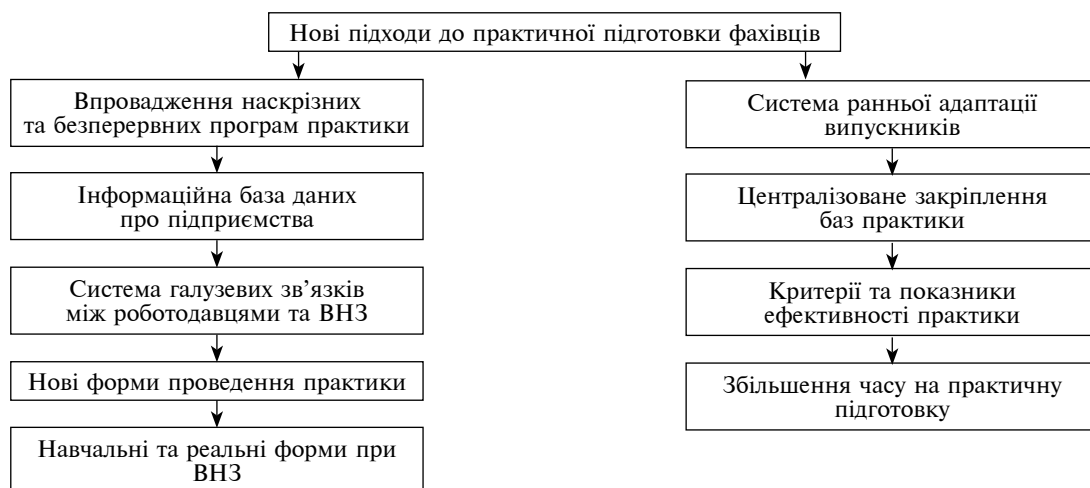 Нові підходи до практичної підготовки фахівців
Впровадження наскрізних
та безперервних програм практики
Інформаційна база даних
про підприємства
Система галузевих зв’язків
між роботодавцями та ВНЗ
Нові форми проведення практики
Навчальні та реальні форми при
ВНЗ
Система ранньої адаптації
випускників
Централізоване закріплення
баз практики
Критерії та показники
ефективності практики
Збільшення часу на практичну
підготовку